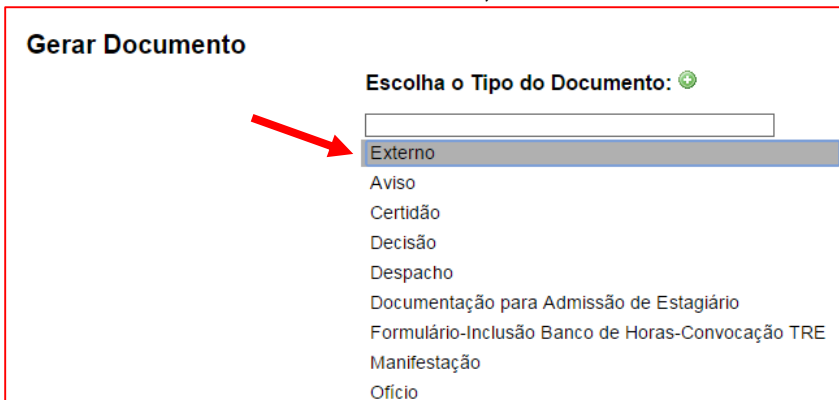 Gerar Documento
Escolha o Tipo do Documento:
Externo
Aviso
Certidão
Decisão
Despacho
Documentação para Admissão de Estagiário
Formulário-Inclusão Banco de Horas-Convocação TRE
Manifestação
Ofício